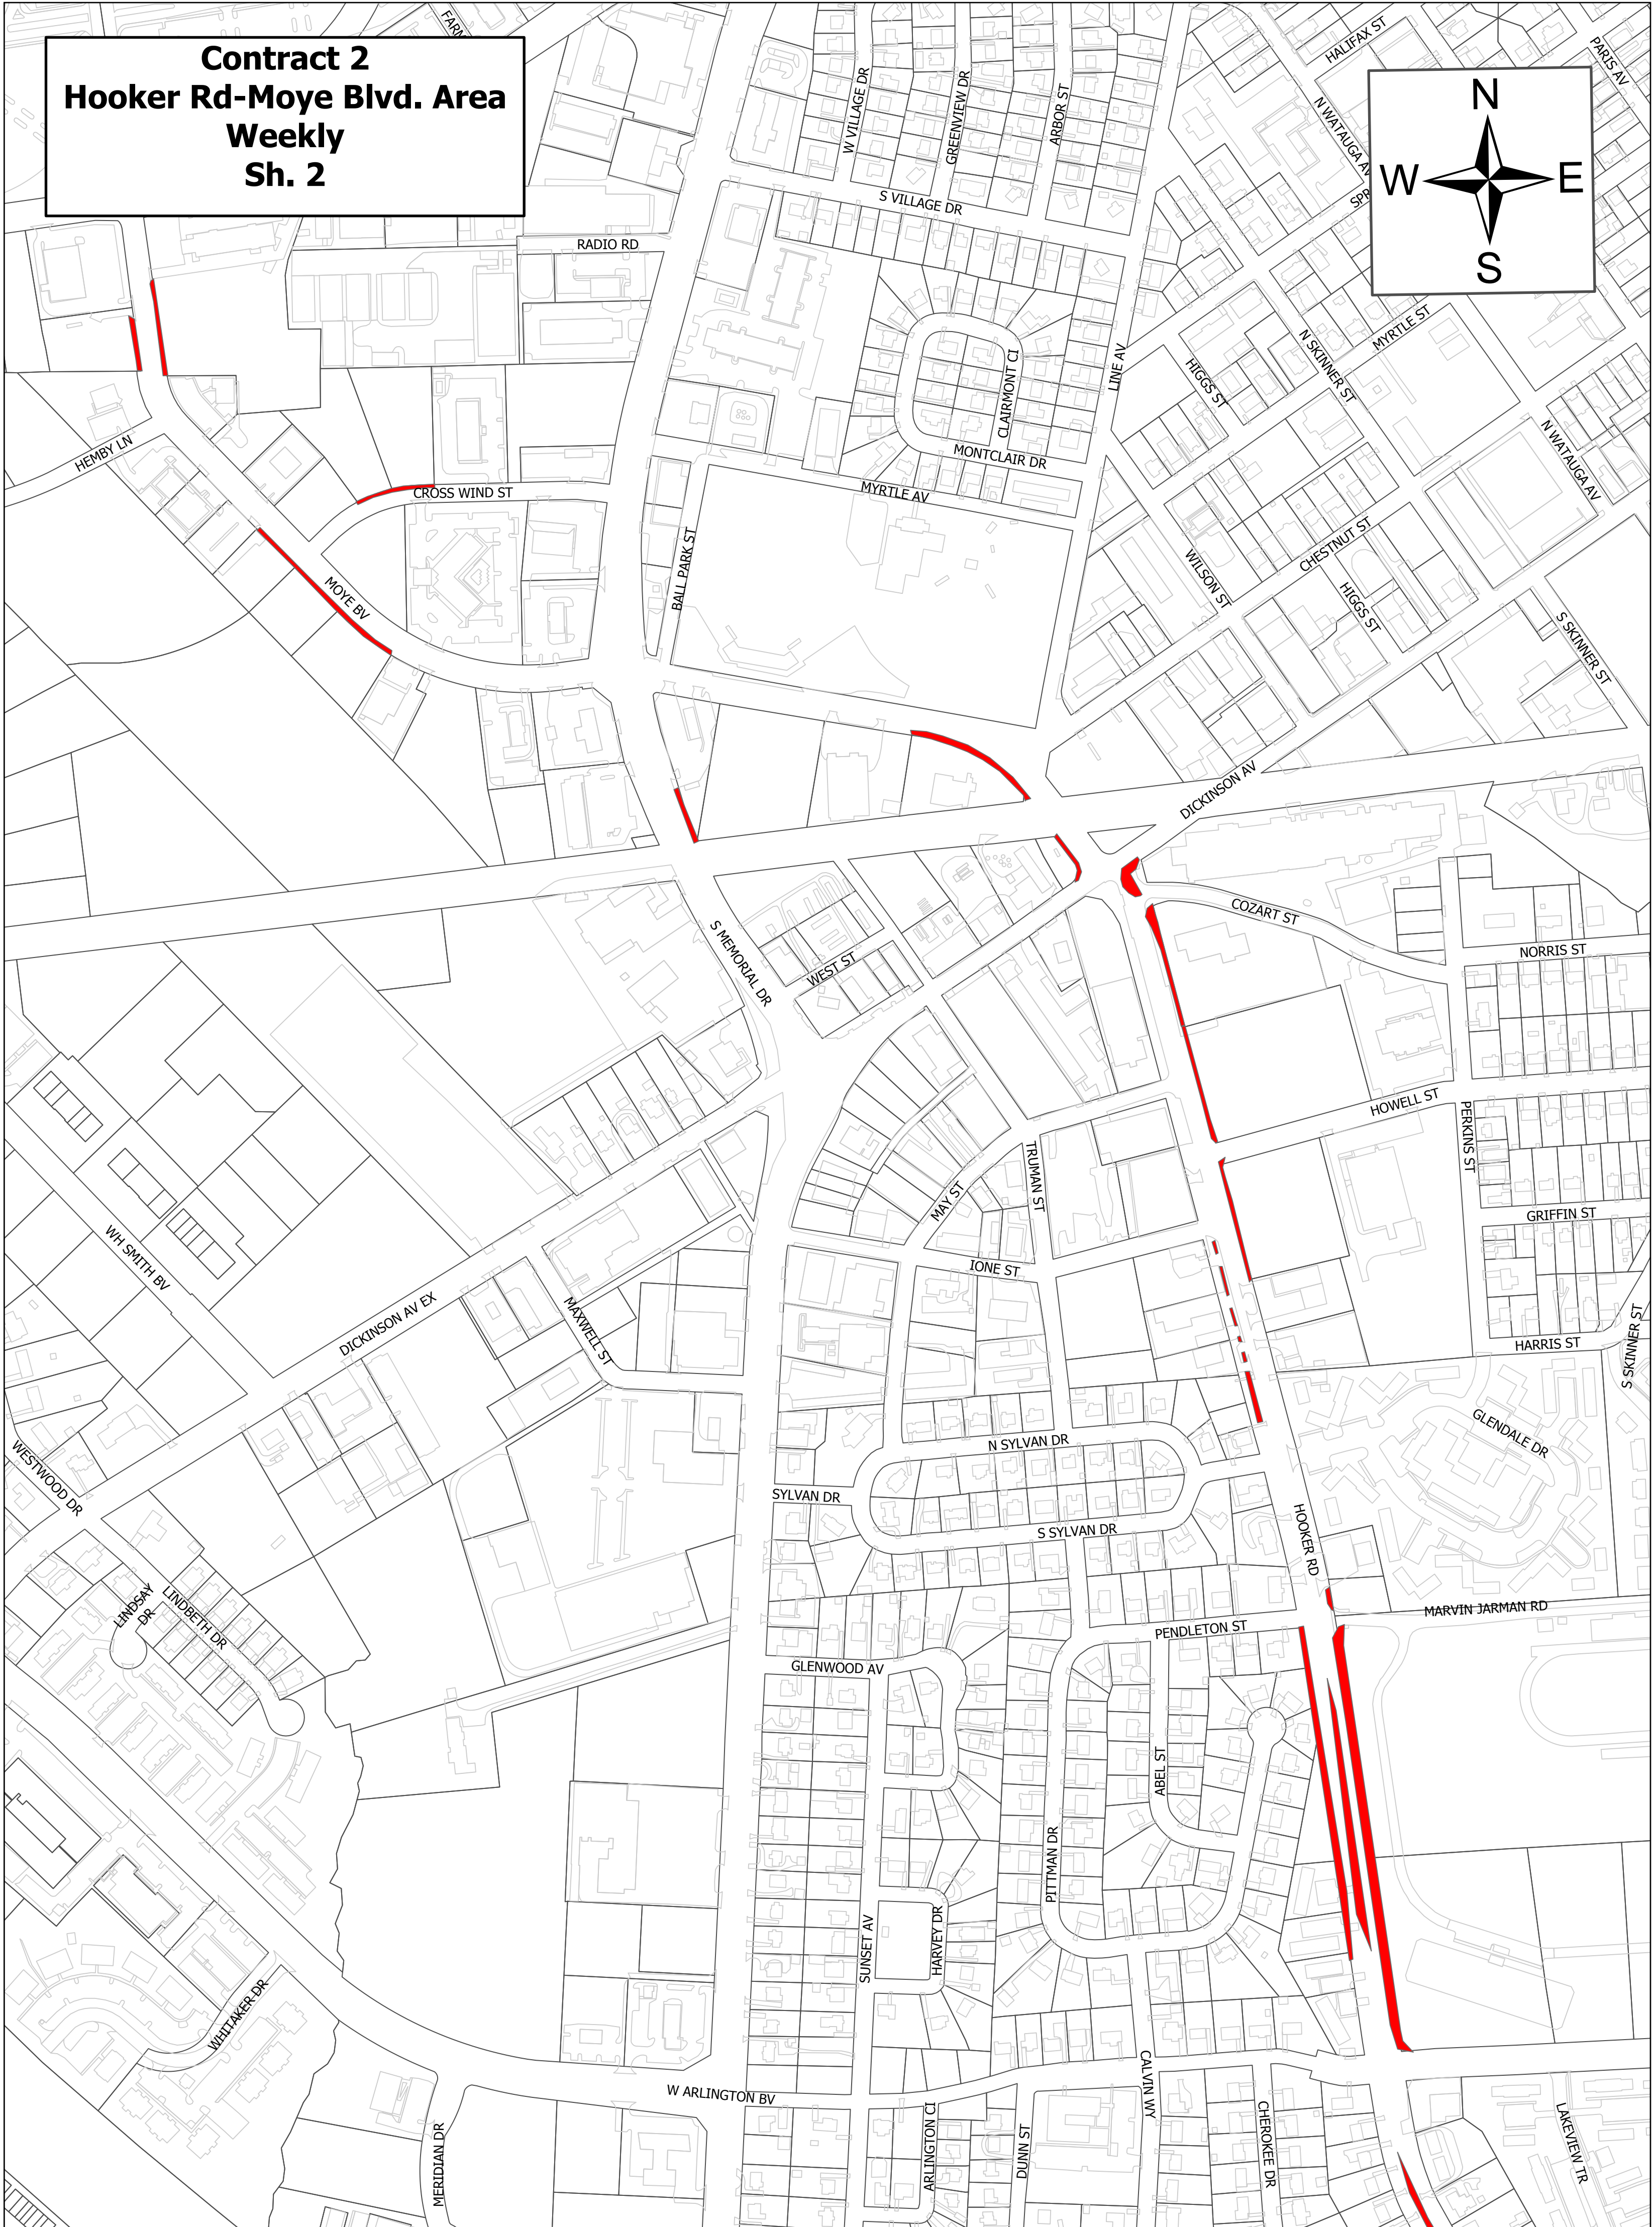 Contract 2
Hooker Rd-Moye Blvd. Area
Weekly
Sh. 2
N
W
E
S
FARM
HALIFAX ST
PARIS AV
W VILLAGE DR
GREENVIEW DR
ARBOR ST
N WATAUGA AV
S VILLAGE DR
SPR
RADIO RD
MYRTLE ST
N SKINNER ST
LINE AV
HIGGS ST
CLAIRMONT CI
MONTCLAIR DR
HEMBY LN
N WATAUGA AV
CROSS WIND ST
MYRTLE AV
CHESTNUT ST
BALL PARK ST
WILSON ST
HIGGS ST
MOYE BV
S SKINNER ST
DICKINSON AV
COZART ST
NORRIS ST
S MEMORIAL DR
WEST ST
HOWELL ST
PERKINS ST
TRUMAN ST
MAY ST
GRIFFIN ST
WH SMITH BV
IONE ST
DICKINSON AV EX
MAXWELL ST
HARRIS ST
S SKINNER ST
GLENDALE DR
N SYLVAN DR
WESTWOOD DR
SYLVAN DR
S SYLVAN DR
HOOKER RD
LINDSAY
DR
LINDBETH DR
MARVIN JARMAN RD
PENDLETON ST
GLENWOOD AV
ABEL ST
PITTMAN DR
SUNSET AV
HARVEY DR
WHITAKER DR
W ARLINGTON BV
CALVIN WY
MERIDIAN DR
ARLINGTON CI
DUNN ST
CHEROKEE DR
LAKEVIEW TR